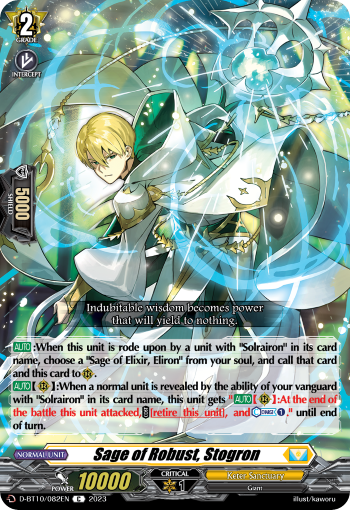 2
GRADE
INTERCEPT
5000
SHIELD
Indubitable wisdom becomes power
that will yield to nothing.
AUTO:When this unit is rode upon by a unit with "Solrairon" in its card
name, choose a "Sage of Elixir, Eliron" from your soul, and call that card
and this card to RC.
AUTO【RC】:When a normal unit is revealed by the ability of your vanguard
with "Solrairon" in its card name, this unit gets "AUTO【RC】:At the end of
the battle this unit attacked, [retire this unit], and DRAW 1." until end
of turn.
NORMAL UNIT
Sage of Robust, Stogron
POWER 10000 CRITICAL 1 Keter Sanctuary
Giant
D-BT10/082EN C 2023 illust/kaworu